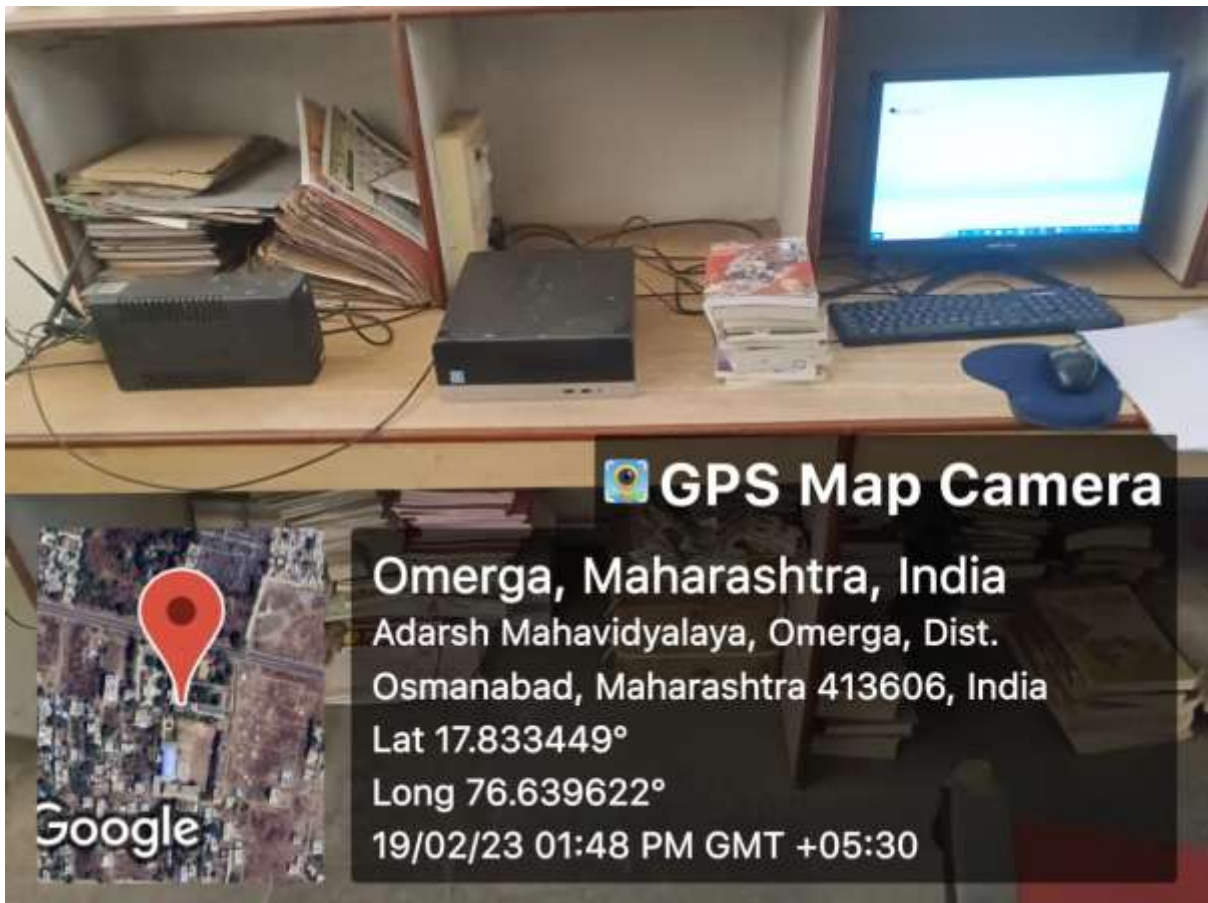 GPS Map Camera
Omerga, Maharashtra, India
Adarsh Mahavidyalaya, Omerga, Dist.
Osmanabad, Maharashtra 413606, India
Lat 17.833449°
Long 76.639622°
19/02/23 01:48 PM GMT +05:30
Google